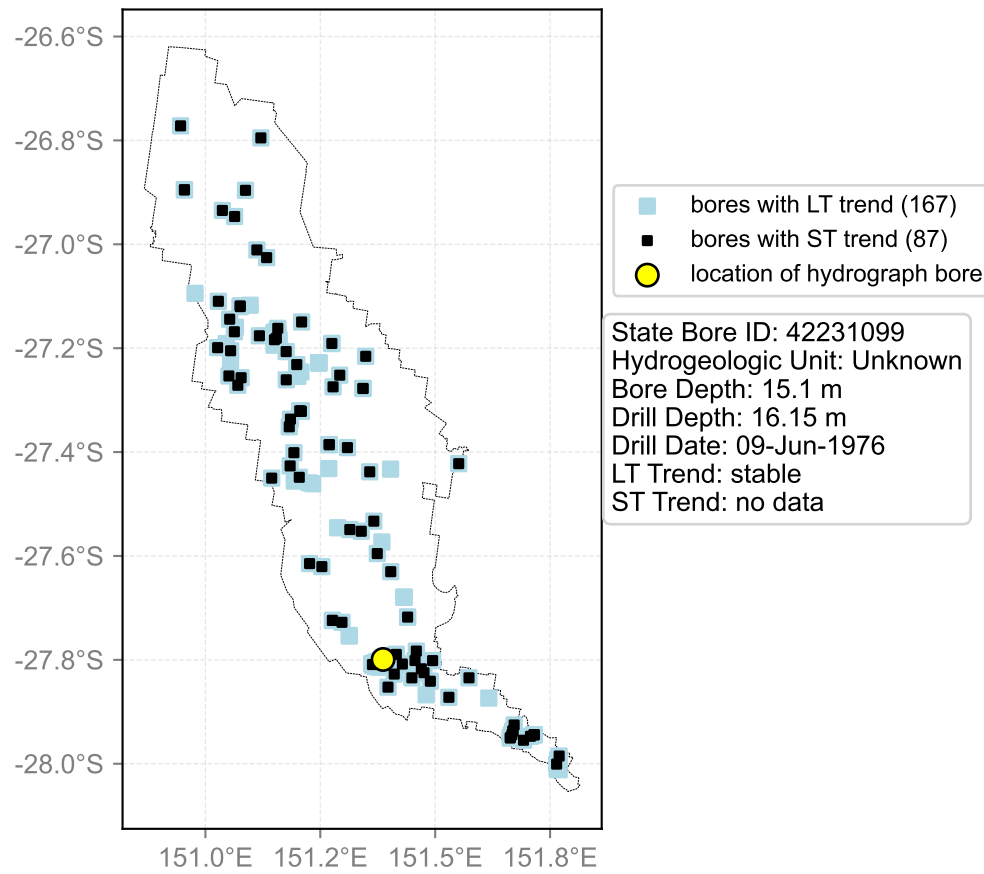 -26.6°S
-26.8°S
-27.0°S
-27.2°S
-27.4°S
-27.6°S
-27.8°S
-28.0°S
151.0°E
151.2°E
151.5°E
151.8°E
bores with LT trend (167)
bores with ST trend (87)
location of hydrograph bore
State Bore ID: 42231099
Hydrogeologic Unit: Unknown
Bore Depth: 15.1 m
Drill Depth: 16.15 m
Drill Date: 09-Jun-1976
LT Trend: stable
ST Trend: no data